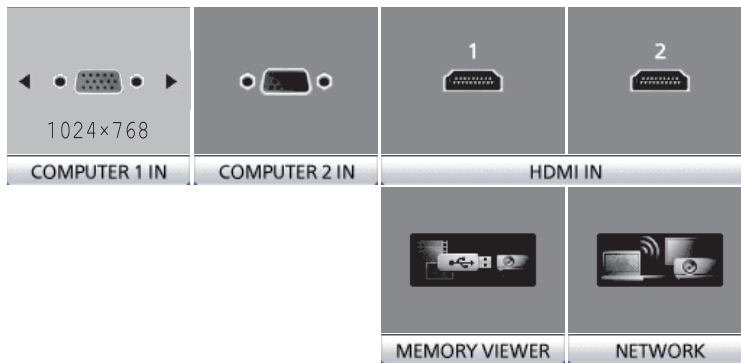 1
2
1024×768
COMPUTER 1 IN
COMPUTER 2 IN
HDMI IN
MEMORY VIEWER
NETWORK